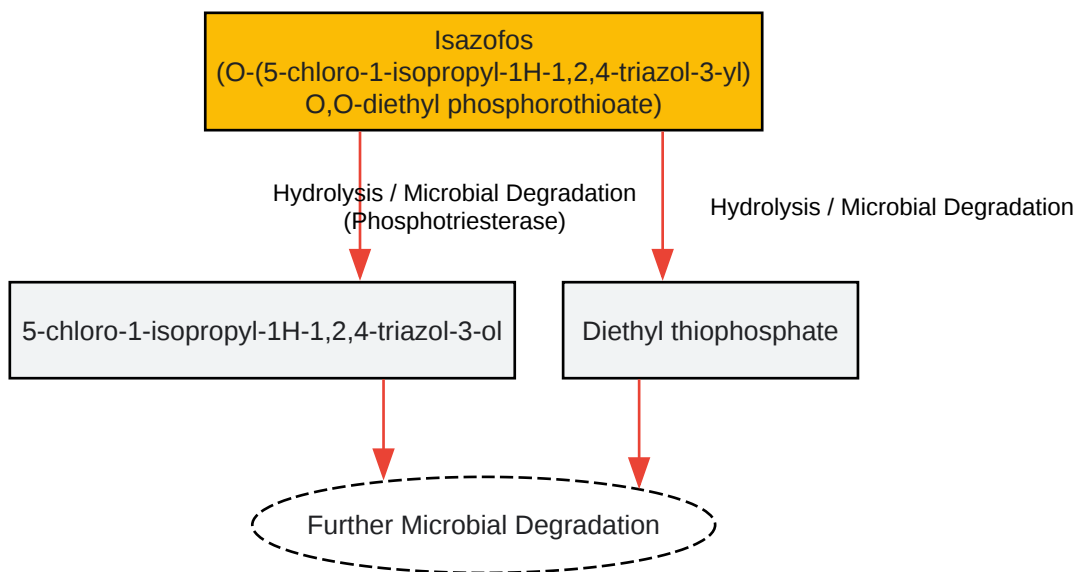 Isazofos
(O-(5-chloro-1-isopropyl-1H-1,2,4-triazol-3-yl)
O,O-diethyl phosphorothioate)
Hydrolysis / Microbial Degradation
(Phosphotriesterase)
Hydrolysis / Microbial Degradation
5-chloro-1-isopropyl-1H-1,2,4-triazol-3-ol
Diethyl thiophosphate
Further Microbial Degradation